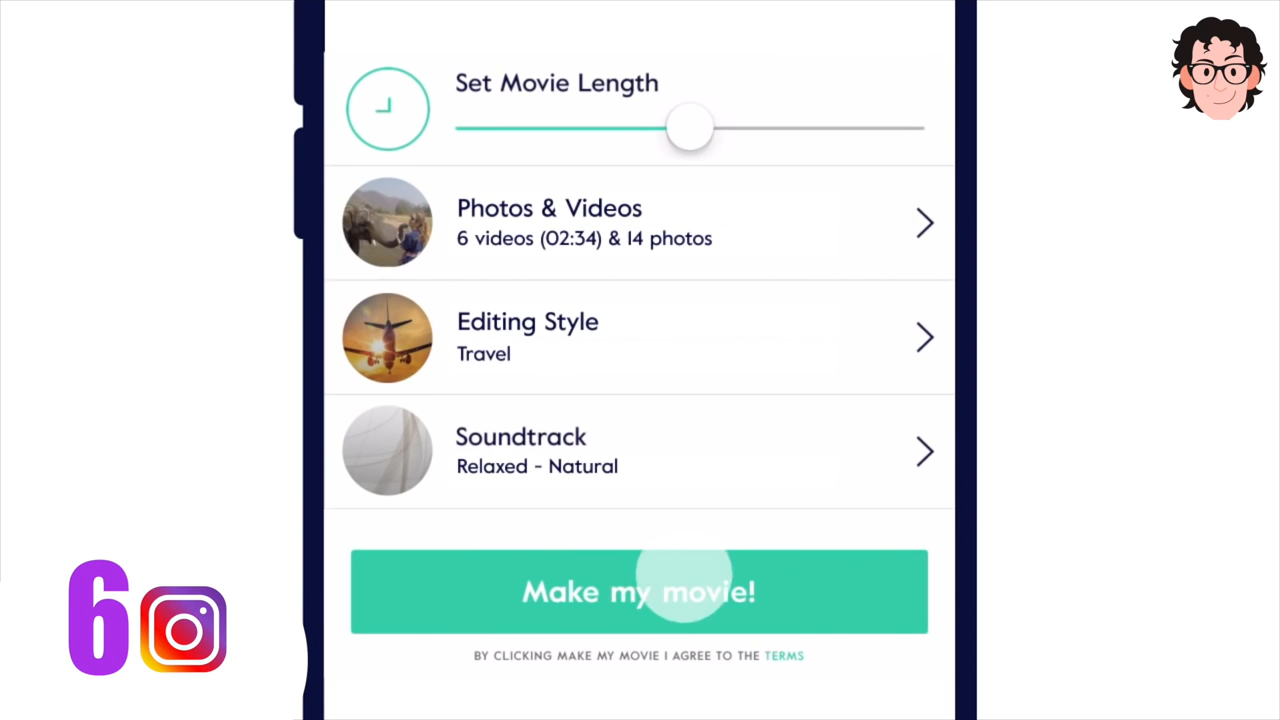 Set Movie Length
Photos & Videos
6 videos (02:34) & 14 photos
Editing Style
Travel
Soundtrack
Relaxed - Natural
Make my movie!
BY CLICKING MAKE MY MOVIE I AGREE TO THE TERMS
6